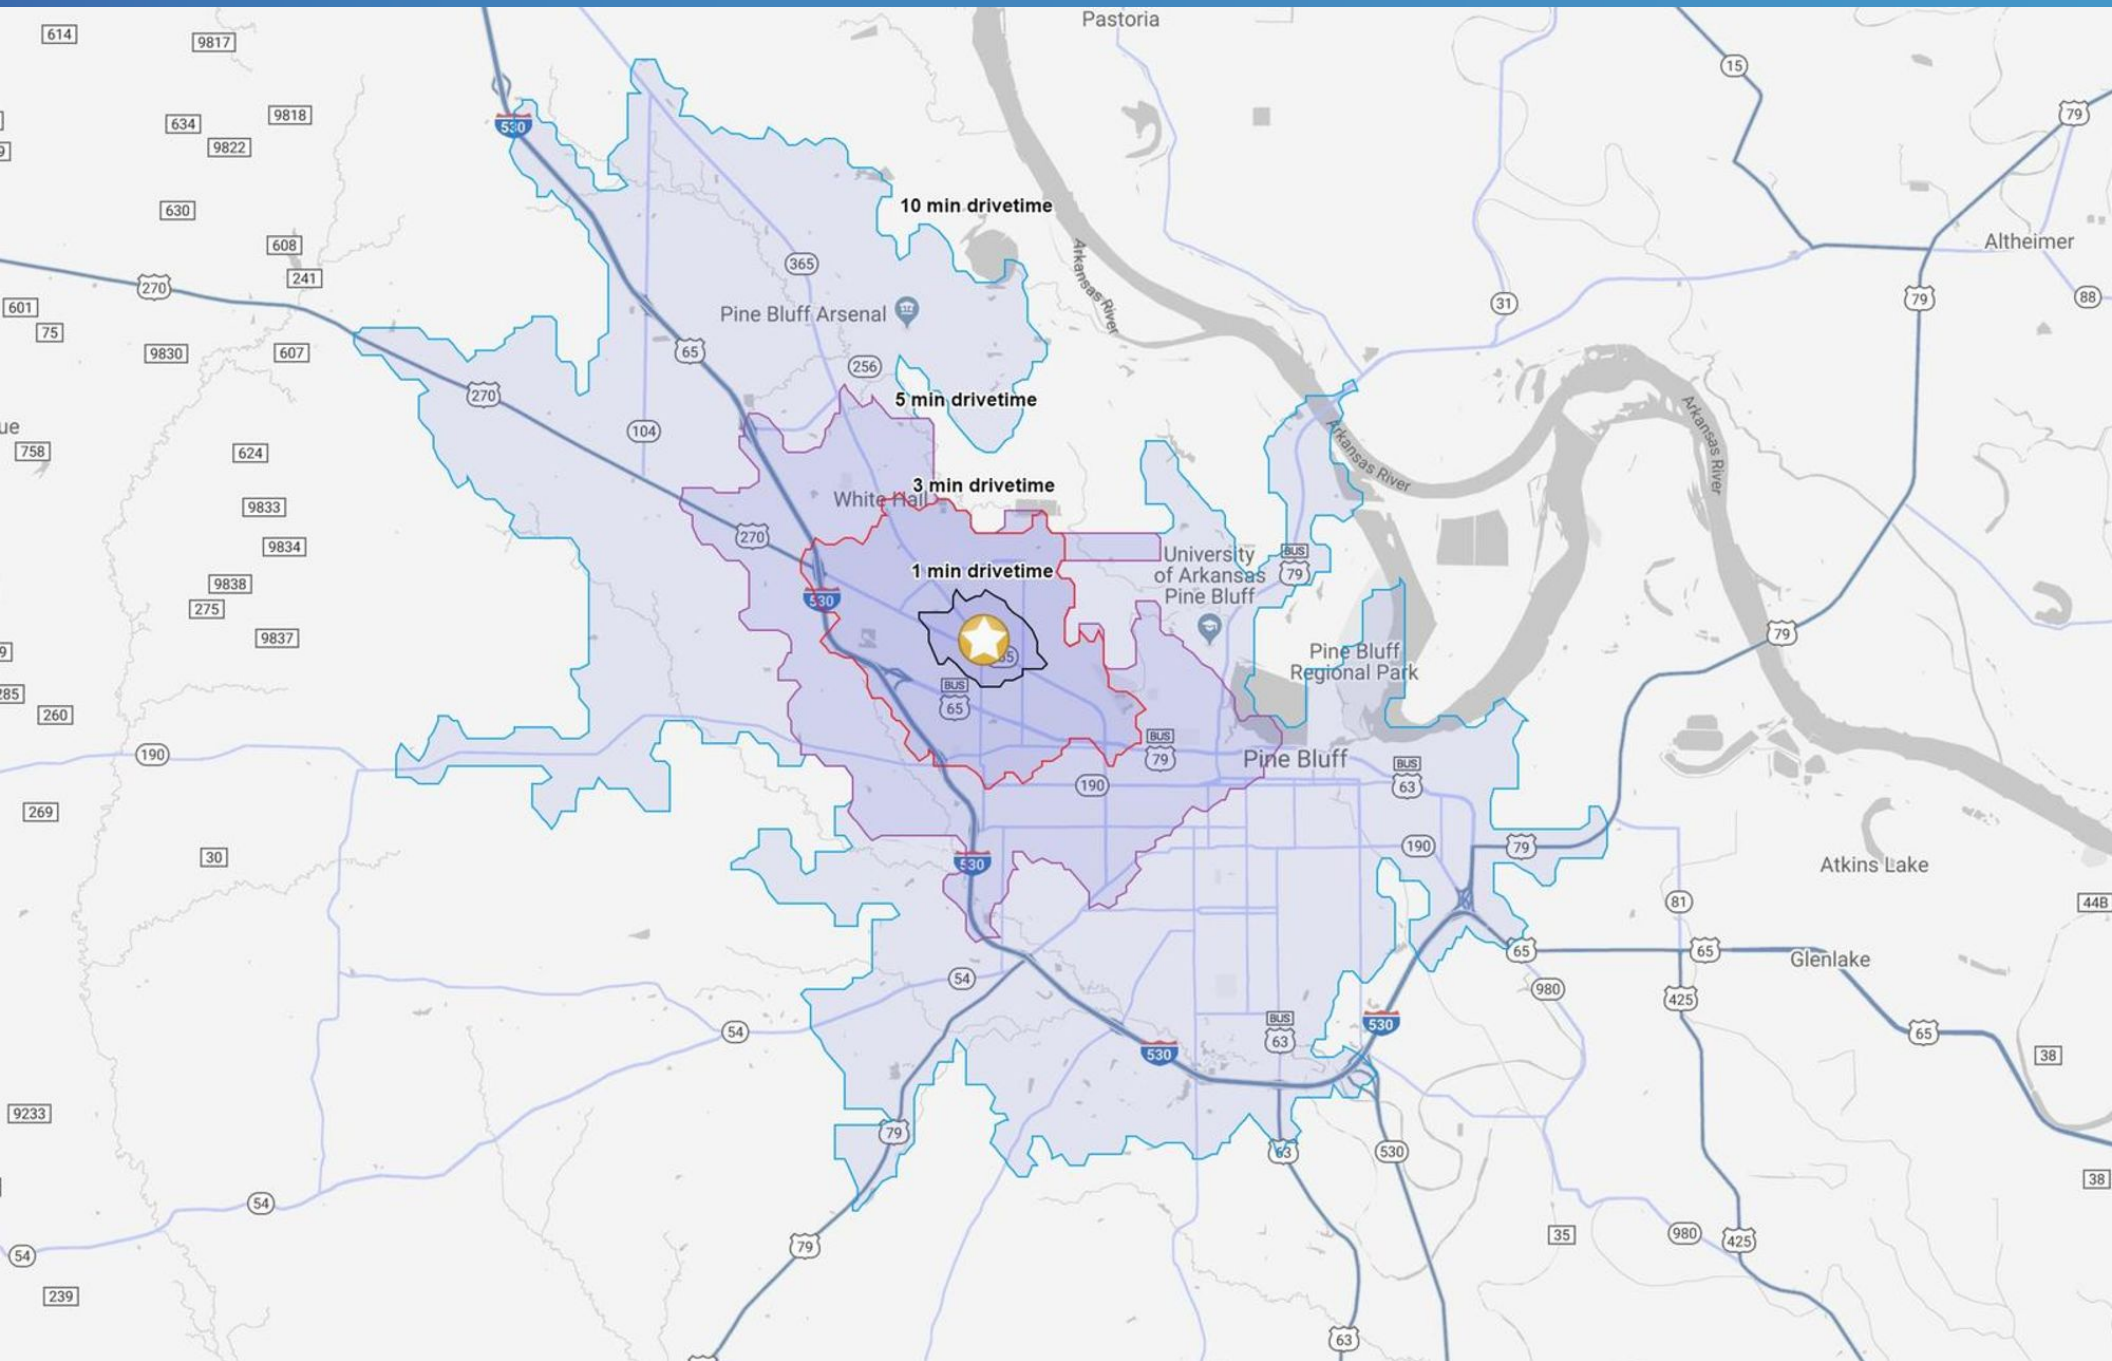 Pastoria
614
9817
15
79
9818
634
530
9822
630
10 min drivetime
608
Altheimer
Arkansas River
365
241
270
601
31
79
88
Pine Bluff Arsenal
75
9830
607
65
256
270
5 min drivetime
Arkansas River
104
758
624
Arkansas River
3 min drivetime
White Hall
9833
270
9834
University
of Arkansas
Pine Bluff
BUS
79
1 min drivetime
9838
530
275
9837
79
Pine Bluff
Regional Park
BUS
65
260
190
BUS
79
Pine Bluff
BUS
63
190
269
190
79
30
530
Atkins Lake
81
44B
65
65
Glenlake
54
980
425
54
BUS
63
530
530
65
38
9233
79
63
530
38
54
79
35
980
425
54
239
63